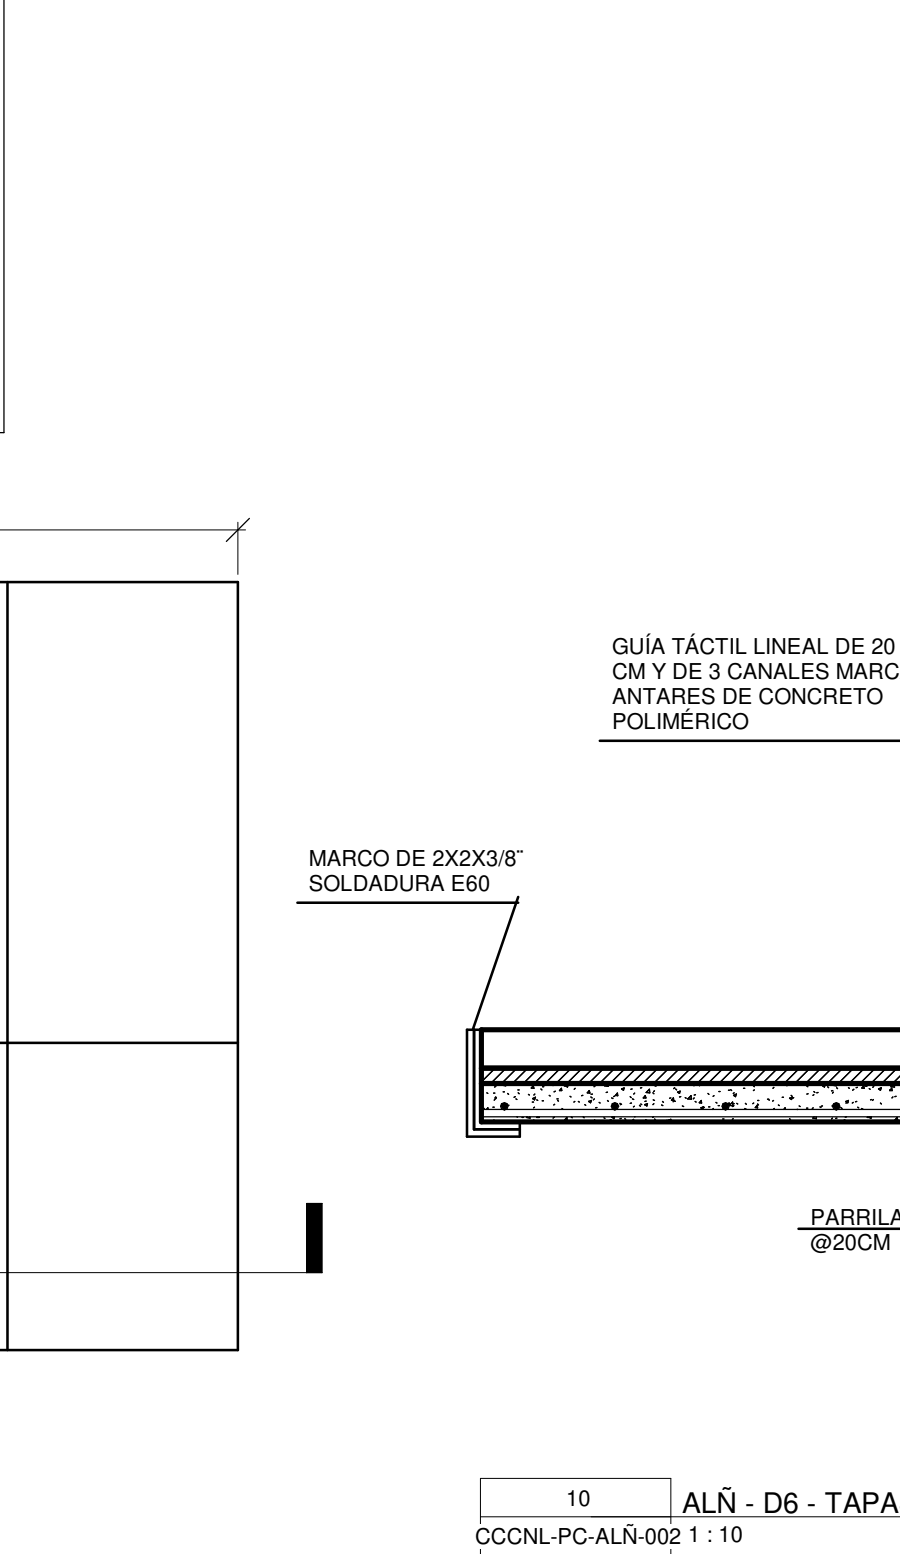 GUÍA TÁCTIL LINEAL DE 20
CM Y DE 3 CANALES MARC
ANTARES DE CONCRETO
POLIMÉRICO
MARCO DE 2X2X3/8¨
SOLDADURA E60
PARRILA
@20CM
10
ALÑ - D6 - TAPA
CCCNL-PC-ALÑ-002
1 : 10